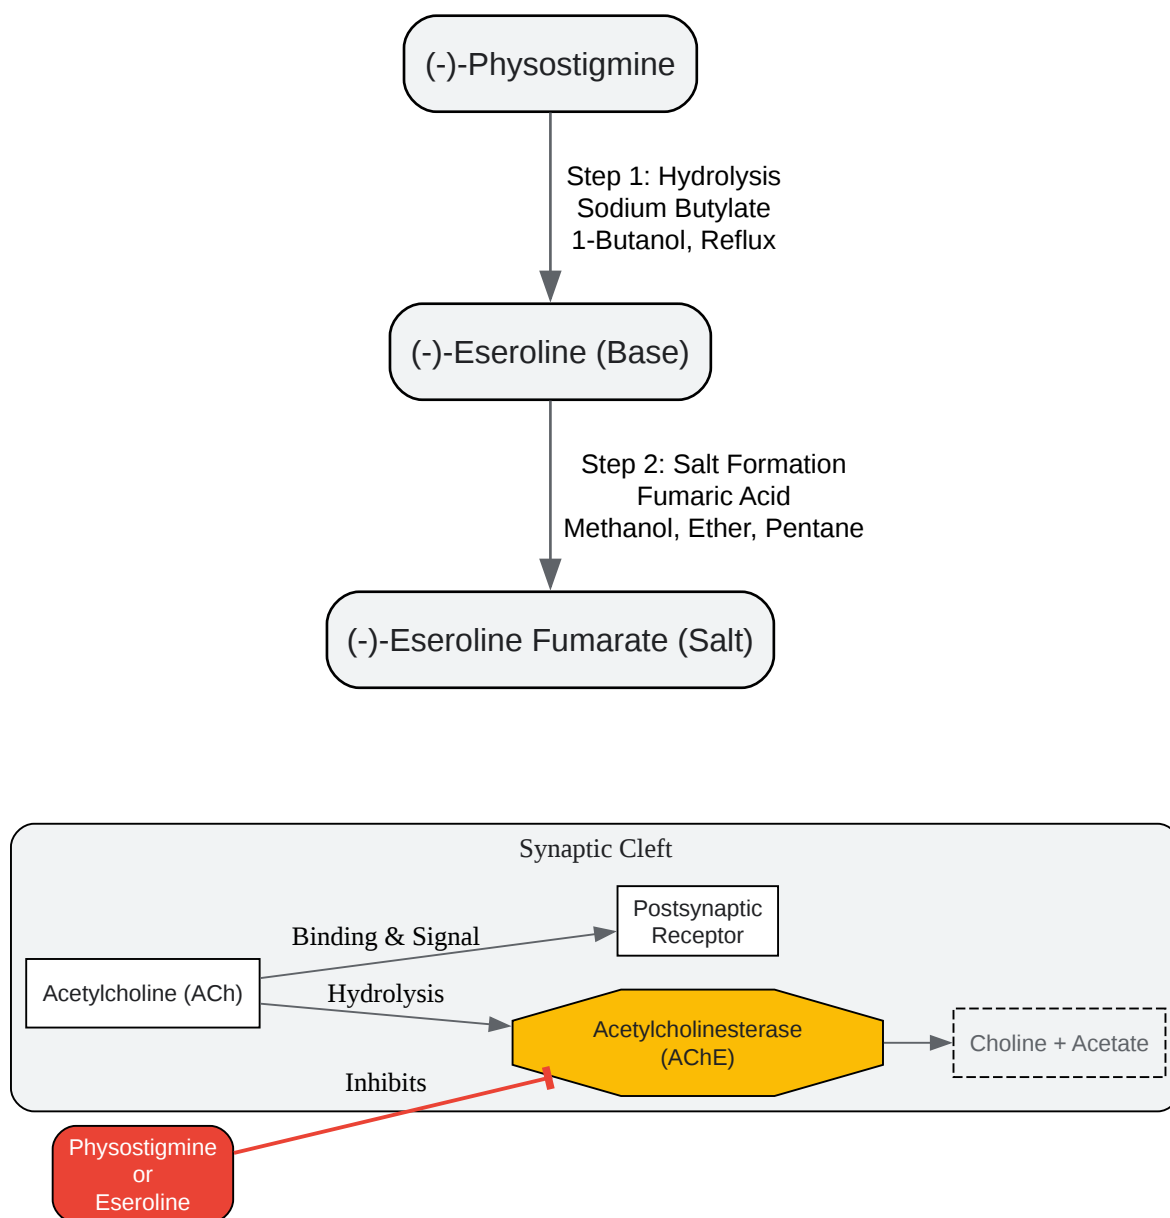 (-)-Physostigmine
Step 1: Hydrolysis
Sodium Butylate
1-Butanol, Reflux
(-)-Eseroline (Base)
Step 2: Salt Formation
Fumaric Acid
Methanol, Ether, Pentane
(-)-Eseroline Fumarate (Salt)
Synaptic Cleft
Postsynaptic
Receptor
Binding & Signal
Acetylcholine (ACh)
Hydrolysis
Acetylcholinesterase
(AChE)
Choline + Acetate
Inhibits
Physostigmine
or
Eseroline